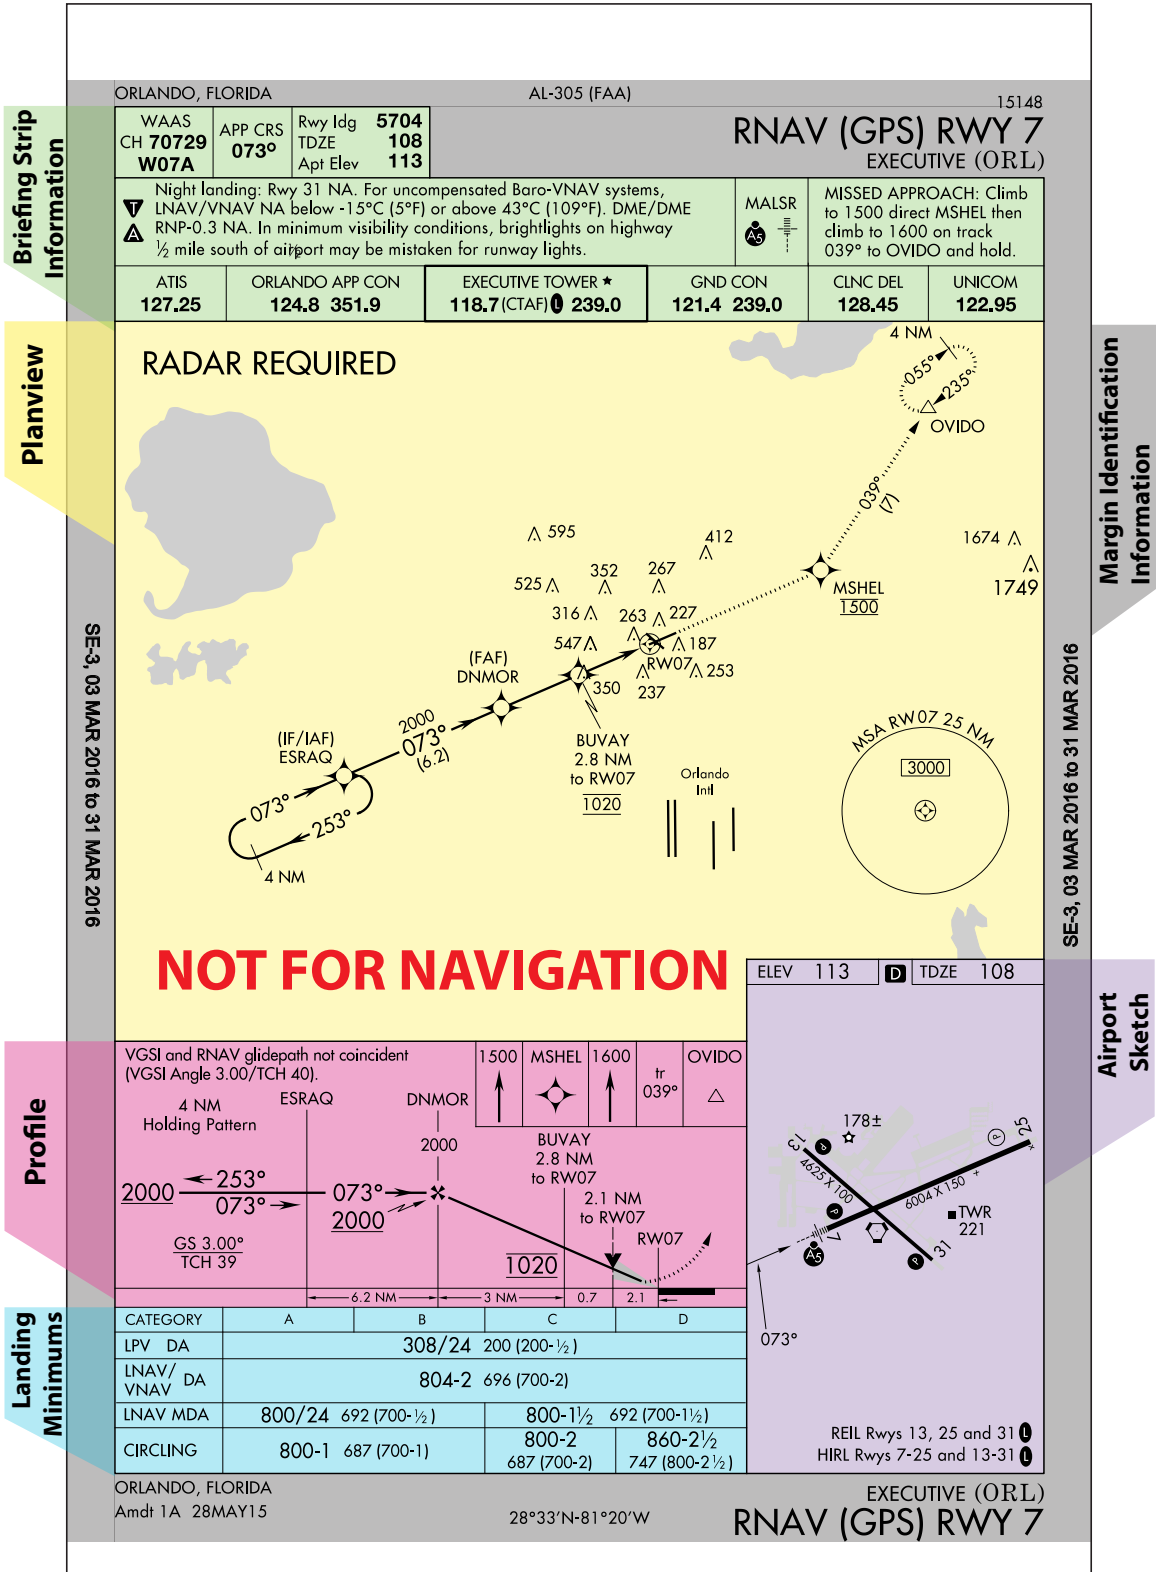 ORLANDO, FLORIDA
AL-305 (FAA)
15148
WAAS
CH 70729
W07A
APP CRS
073°
Rwy ldg 5704
TDZE 108
Apt Elev 113
RNAV (GPS) RWY 7
EXECUTIVE (ORL)
Briefing Strip
Information
T
A
Night landing: Rwy 31 NA. For uncompensated Baro-VNAV systems,
LNAV/VNAV NA below -15°C (5°F) or above 43°C (109°F). DME/DME
RNP-0.3 NA. In minimum visibility conditions, brightlights on highway
½ mile south of airport may be mistaken for runway lights.
MALSR
A5
MISSED APPROACH: Climb
to 1500 direct MSHEL then
climb to 1600 on track
039° to OVIDO and hold.
ATIS
127.25
ORLANDO APP CON
124.8 351.9
EXECUTIVE TOWER ★
118.7 (CTAF) L 239.0
GND CON
121.4 239.0
CLNC DEL
128.45
UNICOM
122.95
Planview
RADAR REQUIRED
4 NM
055°
235°
OVIDO
039°
(7)
595
412
1674
1749
525
352
267
MSHEL
1500
316
263
227
547
187
RW07
253
237
350
(FAF)
DNMOR
2000
073°
(6.2)
(IF/IAF)
ESRAQ
073°
253°
4 NM
BUVAY
2.8 NM
to RW07
1020
Orlando
Intl
MSA RW07 25 NM
3000
Margin Identification
Information
SE-3, 03 MAR 2016 to 31 MAR 2016
SE-3, 03 MAR 2016 to 31 MAR 2016
NOT FOR NAVIGATION
ELEV 113
D
TDZE 108
Airport
Sketch
Profile
VGSI and RNAV glidepath not coincident
(VGSI Angle 3.00/TCH 40).
1500
MSHEL
1600
tr
039°
OVIDO
4 NM
Holding Pattern
ESRAQ
DNMOR
2000
BUVAY
2.8 NM
to RW07
2.1 NM
to RW07
RW07
2000
253°
073°
073°
2000
GS 3.00°
TCH 39
1020
6.2 NM
3 NM
0.7
2.1
178±
13
P
P
25
4625 X 100
6004 X 150
P
TWR
221
7
A5
P
31
073°
REIL Rwys 13, 25 and 31 L
HIRL Rwys 7-25 and 13-31 L
Landing
Minimums
CATEGORY A B C D
LPV DA 308/24 200 (200-½)
LNAV/
VNAV DA 804-2 696 (700-2)
LNAV MDA 800/24 692 (700-½) 800-1½ 692 (700-1½)
CIRCLING 800-1 687 (700-1)
800-2
687 (700-2)
860-2½
747 (800-2½)
ORLANDO, FLORIDA
Amdt 1A 28MAY15
28°33'N-81°20'W
EXECUTIVE (ORL)
RNAV (GPS) RWY 7